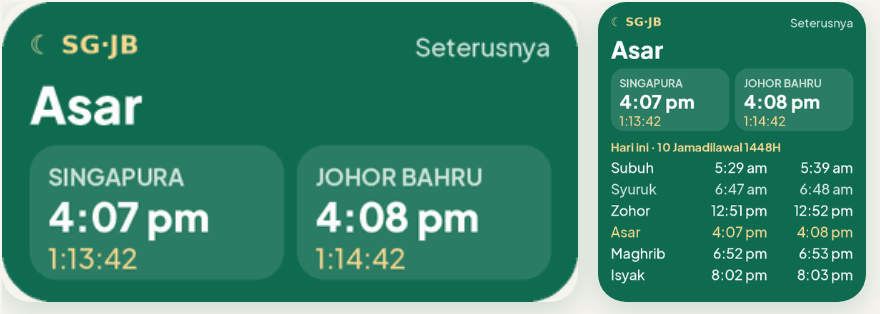 ☾ SG·JB Seterusnya
Asar
SINGAPURA JOHOR BAHRU
4:07 pm 4:08 pm
1:13:42 1:14:42
☾ SG·JB Seterusnya
Asar
SINGAPURA JOHOR BAHRU
4:07 pm 4:08 pm
1:13:42 1:14:42
Hari ini · 10 Jamadilawal 1448H
Subuh 5:29 am 5:39 am
Syuruk 6:47 am 6:48 am
Zohor 12:51 pm 12:52 pm
Asar 4:07 pm 4:08 pm
Maghrib 6:52 pm 6:53 pm
Isyak 8:02 pm 8:03 pm